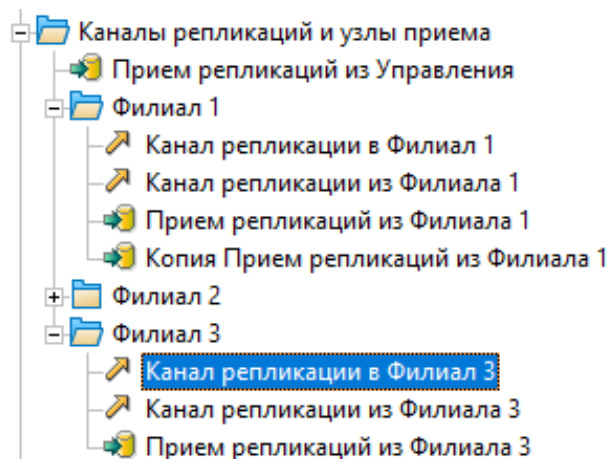 Каналы репликаций и узлы приема
Прием репликаций из Управления
Филиал 1
Канал репликации в Филиал 1
Канал репликации из Филиала 1
Прием репликаций из Филиала 1
Копия Прием репликаций из Филиала 1
Филиал 2
Филиал 3
Канал репликации в Филиал 3
Канал репликации из Филиала 3
Прием репликаций из Филиала 3